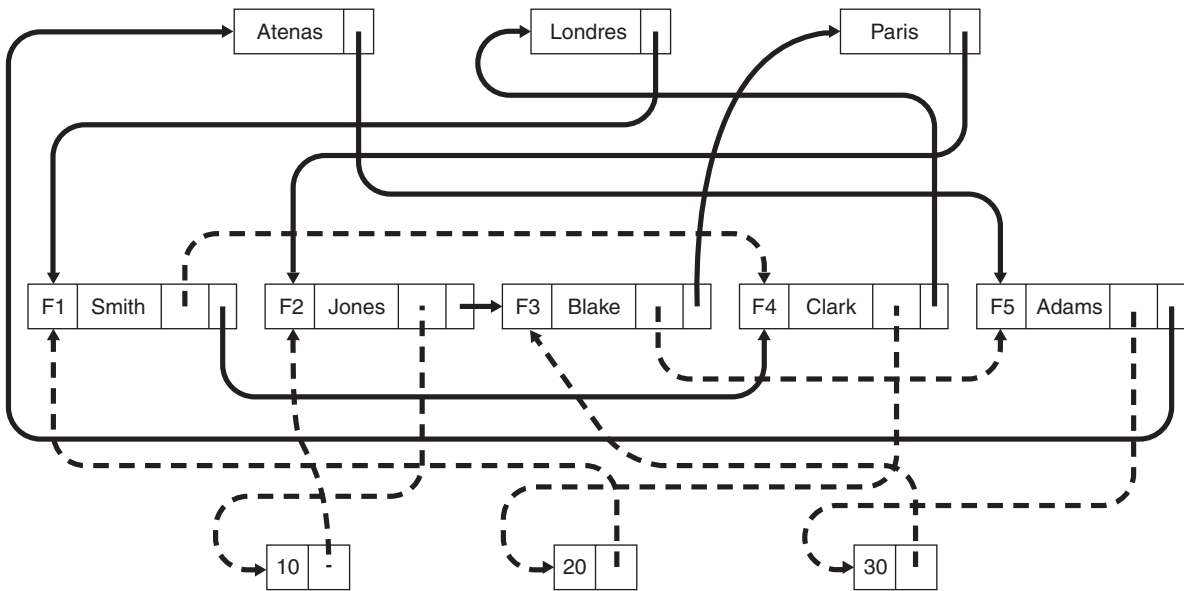 Atenas Londres Paris
F1 Smith F2 Jones F3 Blake F4 Clark F5 Adams
10 - 20 30